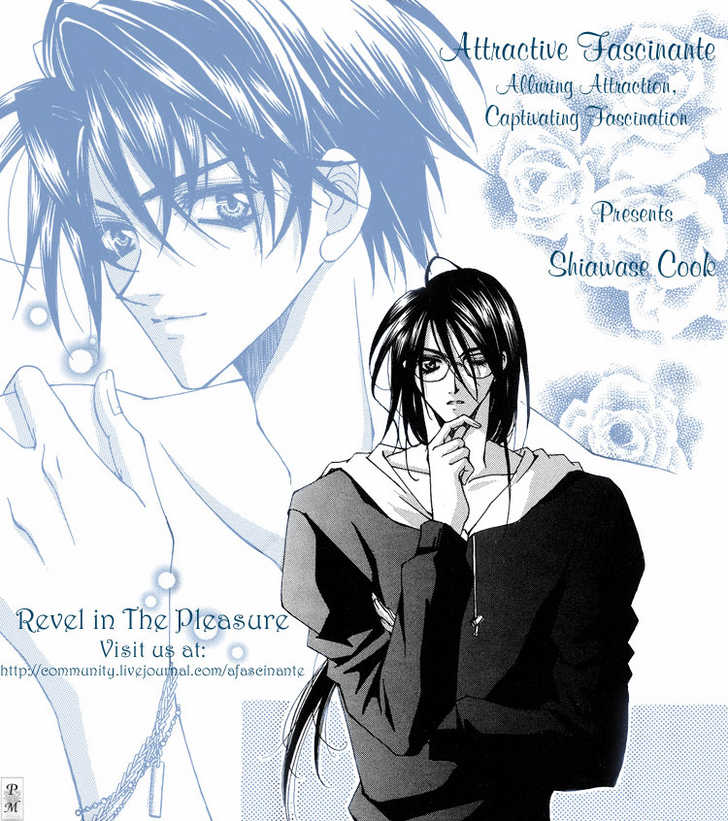 Attractive Fascinante
Alluring Attraction,
Captivating Fascination
Presents
Shiawase Cook
Revel in The Pleasure
Visit us at:
http://community.livejournal.com/afascinante
P
M